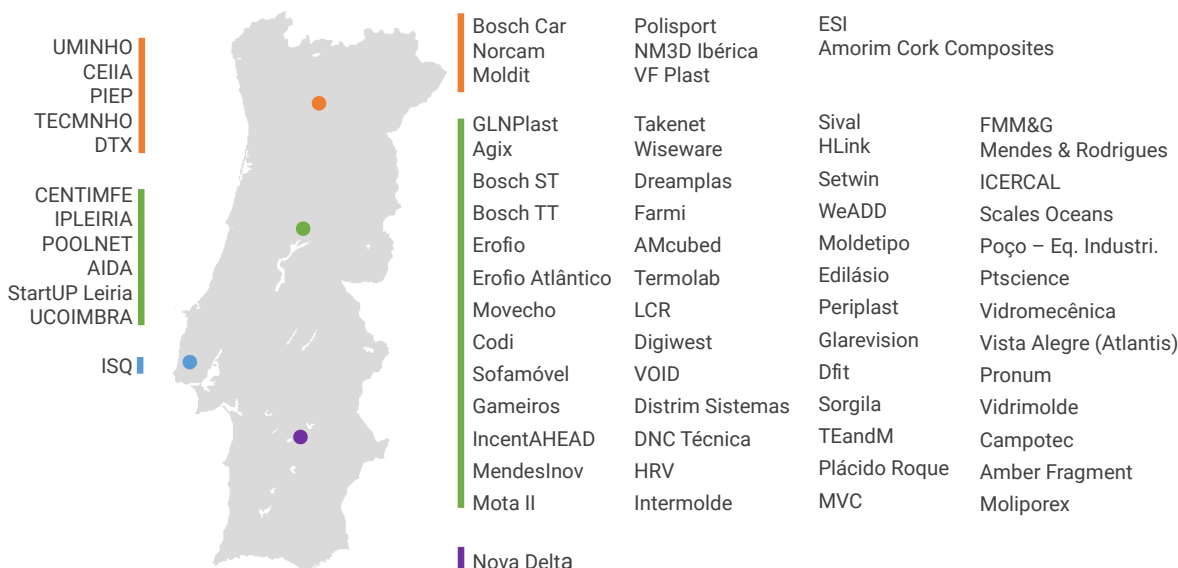 UMINHO
CEIIA
PIEP
TECMNHO
DTX
CENTIMFE
IPLEIRIA
POOLNET
AIDA
StartUP Leiria
UCOIMBRA
ISQ
Bosch Car Polisport ESI
Norcam NM3D Ibérica Amorim Cork Composites
Moldit VF Plast
GLNPlast Takenet Sival FMM&G
Agix Wiseware HLink Mendes & Rodrigues
Bosch ST Dreamplas Setwin ICERCAL
Bosch TT Farmi WeADD Scales Oceans
Erofio AMcubed Moldetipo Poço – Eq. Industri.
Erofio Atlântico Termolab Edilásio Ptscience
Movecho LCR Periplast Vidromecênica
Codi Digiwest Glarevision Vista Alegre (Atlantis)
Sofamóvel VOID Dfit Pronum
Gameiros Distrim Sistemas Sorgila Vidrimolde
IncentAHEAD DNC Técnica TEandM Campotec
MendesInov HRV Plácido Roque Amber Fragment
Mota II Intermolde MVC Moliporex
Nova Delta